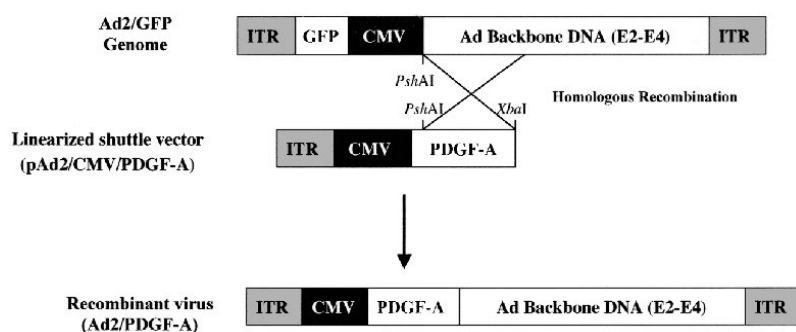 Ad2/GFP
Genome
ITR GFP CMV Ad Backbone DNA (E2-E4) ITR
PshAI
PshAI XbaI
Homologous Recombination
Linearized shuttle vector
(pAd2/CMV/PDGF-A)
ITR CMV PDGF-A
Recombinant virus
(Ad2/PDGF-A)
ITR CMV PDGF-A Ad Backbone DNA (E2-E4) ITR